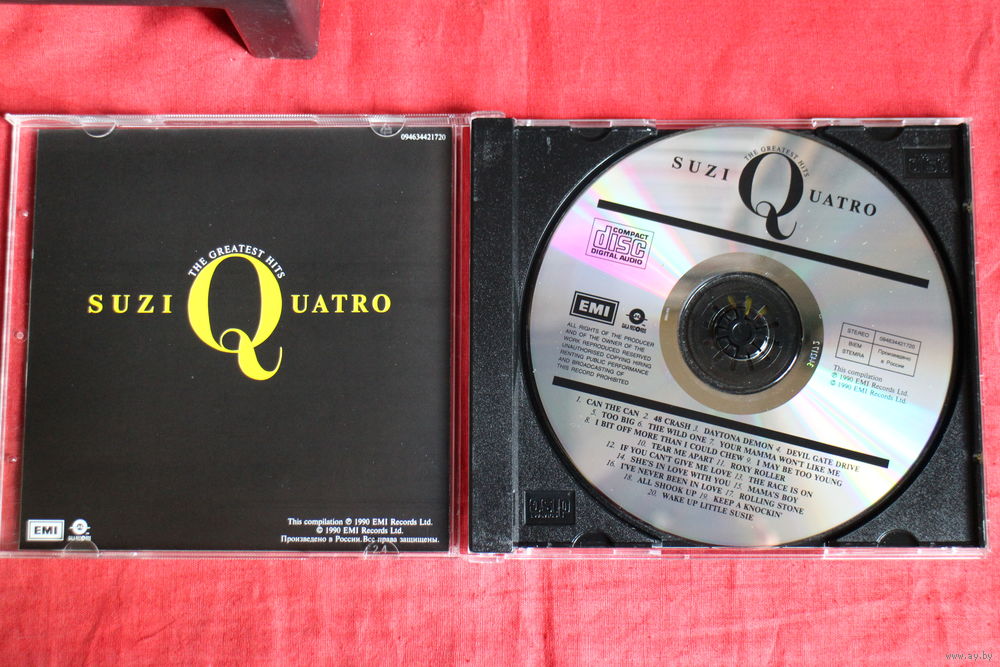 094634421720
THE GREATEST HITS
SUZI QUATRO
EMI
GALA RECORDS
This compilation ℗ 1990 EMI Records Ltd.
© 1990 EMI Records Ltd.
Произведено в России. Все права защищены.
THE GREATEST HITS
SUZI QUATRO
COMPACT
disc
DIGITAL AUDIO
EMI
GALA RECORDS
ALL RIGHTS OF THE PRODUCER
AND OF THE OWNER OF THE
WORK REPRODUCED RESERVED
UNAUTHORISED COPYING HIRING
RENTING PUBLIC PERFORMANCE
AND BROADCASTING OF
THIS RECORD PROHIBITED
STEREO 094634421720
BIEM Произведено
STEMRA в России
This compilation
℗ 1990 EMI Records Ltd.
© 1990 EMI Records Ltd.
1. CAN THE CAN 2. 48 CRASH 3. DAYTONA DEMON 4. DEVIL GATE DRIVE
5. TOO BIG 6. THE WILD ONE 7. YOUR MAMMA WON'T LIKE ME
8. I BIT OFF MORE THAN I COULD CHEW 9. I MAY BE TOO YOUNG
10. TEAR ME APART 11. ROXY ROLLER
12. IF YOU CAN'T GIVE ME LOVE 13. THE RACE IS ON
14. SHE'S IN LOVE WITH YOU 15. MAMA'S BOY
16. I'VE NEVER BEEN IN LOVE 17. ROLLING STONE
18. ALL SHOOK UP 19. KEEP A KNOCKIN'
20. WAKE UP LITTLE SUSIE
www.ay.by